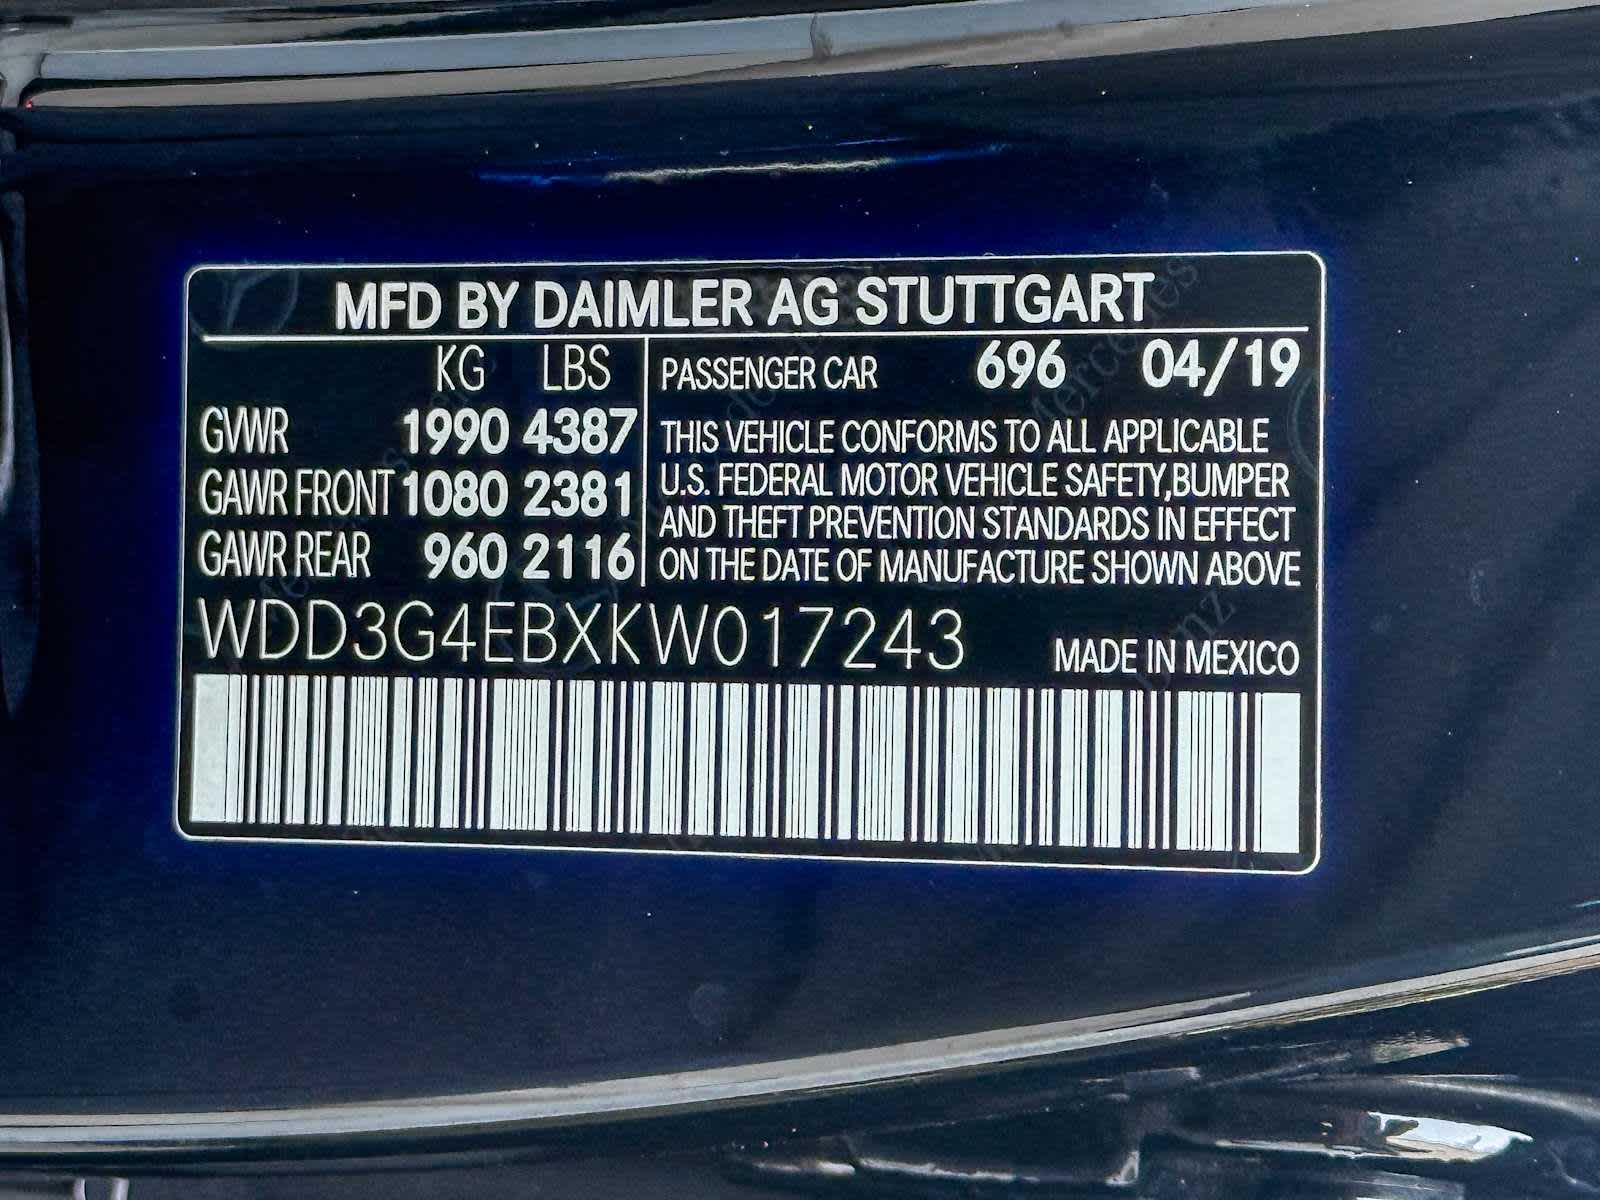 MFD BY DAIMLER AG STUTTGART
KG LBS
GVWR 1990 4387
GAWR FRONT 1080 2381
GAWR REAR 960 2116
PASSENGER CAR 696 04/19
THIS VEHICLE CONFORMS TO ALL APPLICABLE
U.S. FEDERAL MOTOR VEHICLE SAFETY,BUMPER
AND THEFT PREVENTION STANDARDS IN EFFECT
ON THE DATE OF MANUFACTURE SHOWN ABOVE
WDD3G4EBXKW017243
MADE IN MEXICO